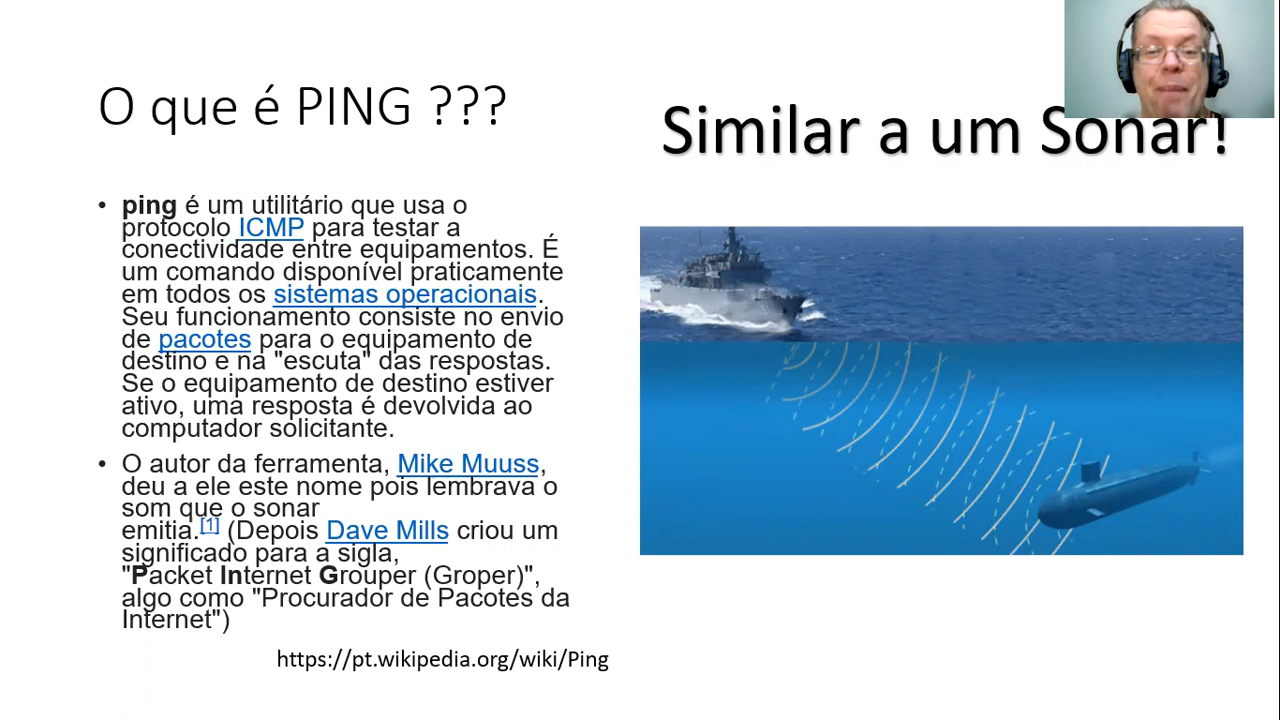 O que é PING ???
Similar a um Sonar!
• ping é um utilitário que usa o
protocolo ICMP para testar a
conectividade entre equipamentos. É
um comando disponível praticamente
em todos os sistemas operacionais.
Seu funcionamento consiste no envio
de pacotes para o equipamento de
destino e na "escuta" das respostas.
Se o equipamento de destino estiver
ativo, uma resposta é devolvida ao
computador solicitante.
• O autor da ferramenta, Mike Muuss,
deu a ele este nome pois lembrava o
som que o sonar
emitia.[1] (Depois Dave Mills criou um
significado para a sigla,
"Packet Internet Grouper (Groper)",
algo como "Procurador de Pacotes da
Internet")
https://pt.wikipedia.org/wiki/Ping